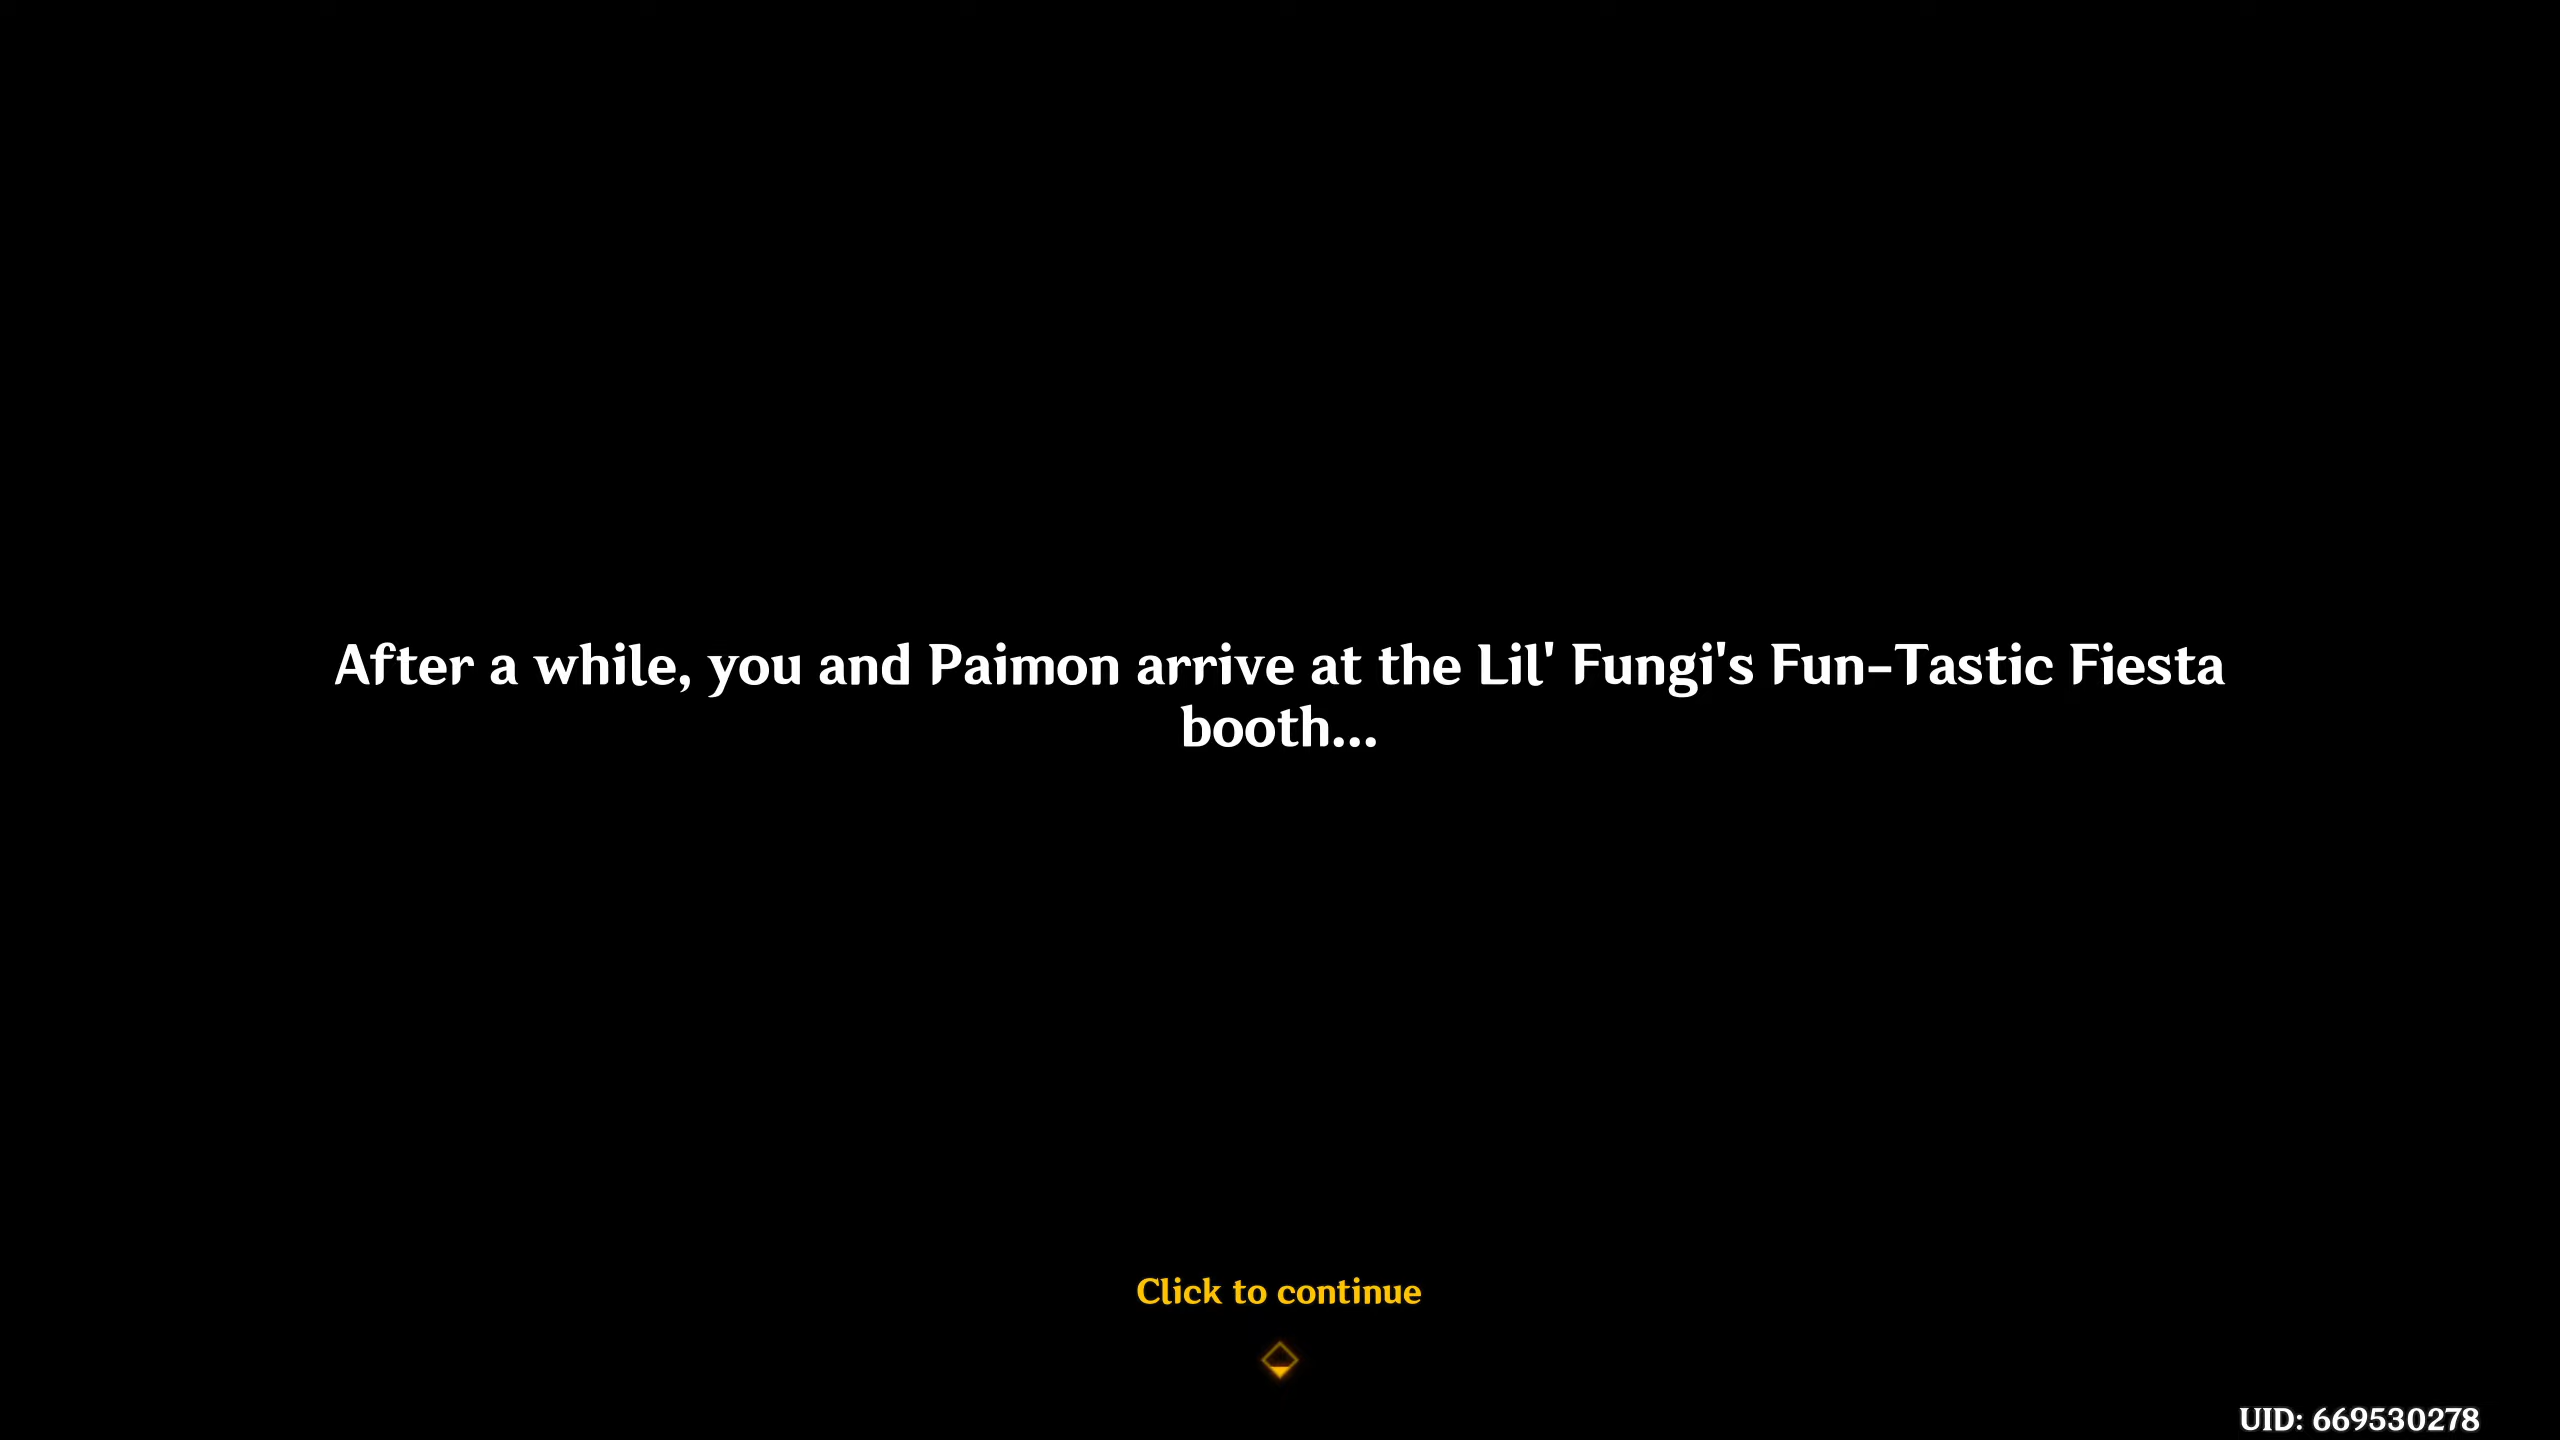 After a while, you and Paimon arrive at the Lil' Fungi's Fun-Tastic Fiesta
booth...
Click to continue
UID: 669530278